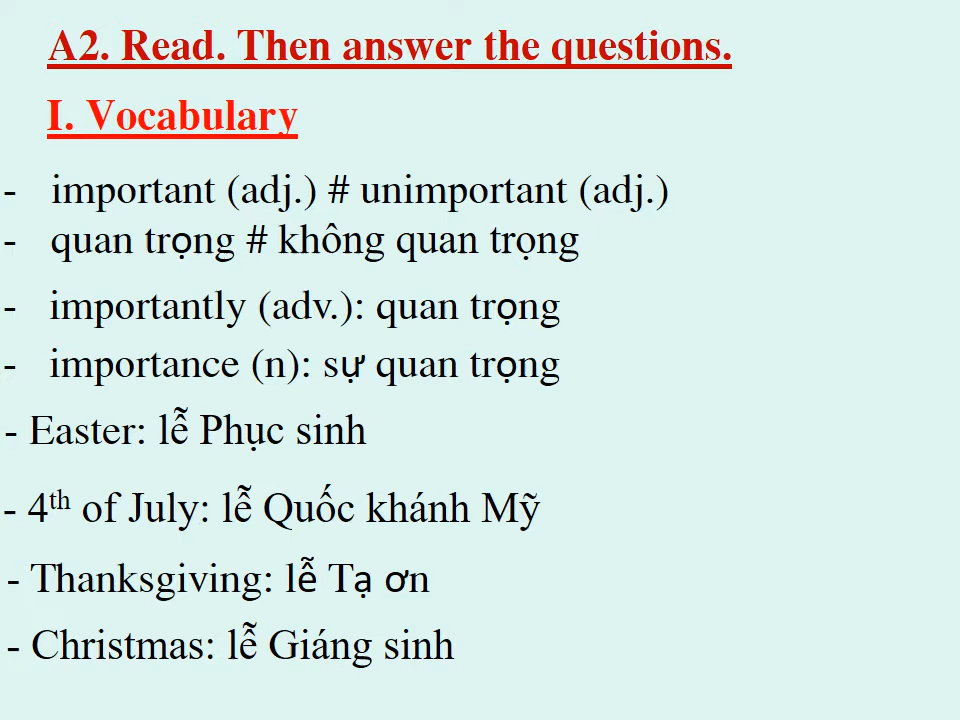 A2. Read. Then answer the questions.
I. Vocabulary
- important (adj.) # unimportant (adj.)
- quan trọng # không quan trọng
- importantly (adv.): quan trọng
- importance (n): sự quan trọng
- Easter: lễ Phục sinh
- 4th of July: lễ Quốc khánh Mỹ
- Thanksgiving: lễ Tạ ơn
- Christmas: lễ Giáng sinh